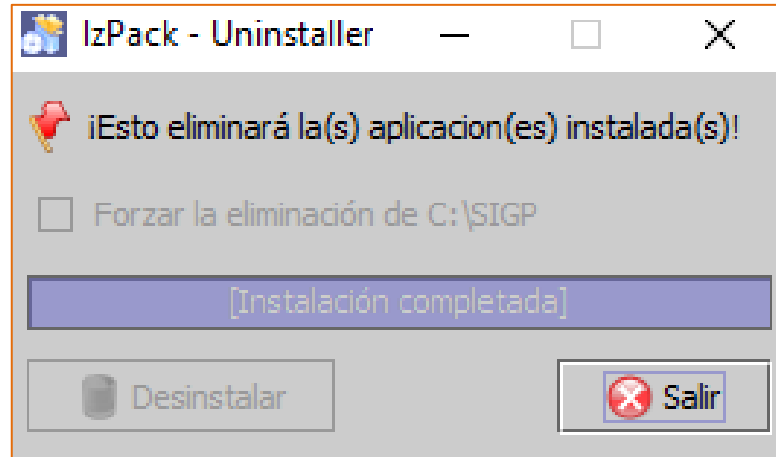 IzPack - Uninstaller
¡Esto eliminará la(s) aplicacion(es) instalada(s)!
Forzar la eliminación de C:\SIGP
[Instalación completada]
Desinstalar
Salir